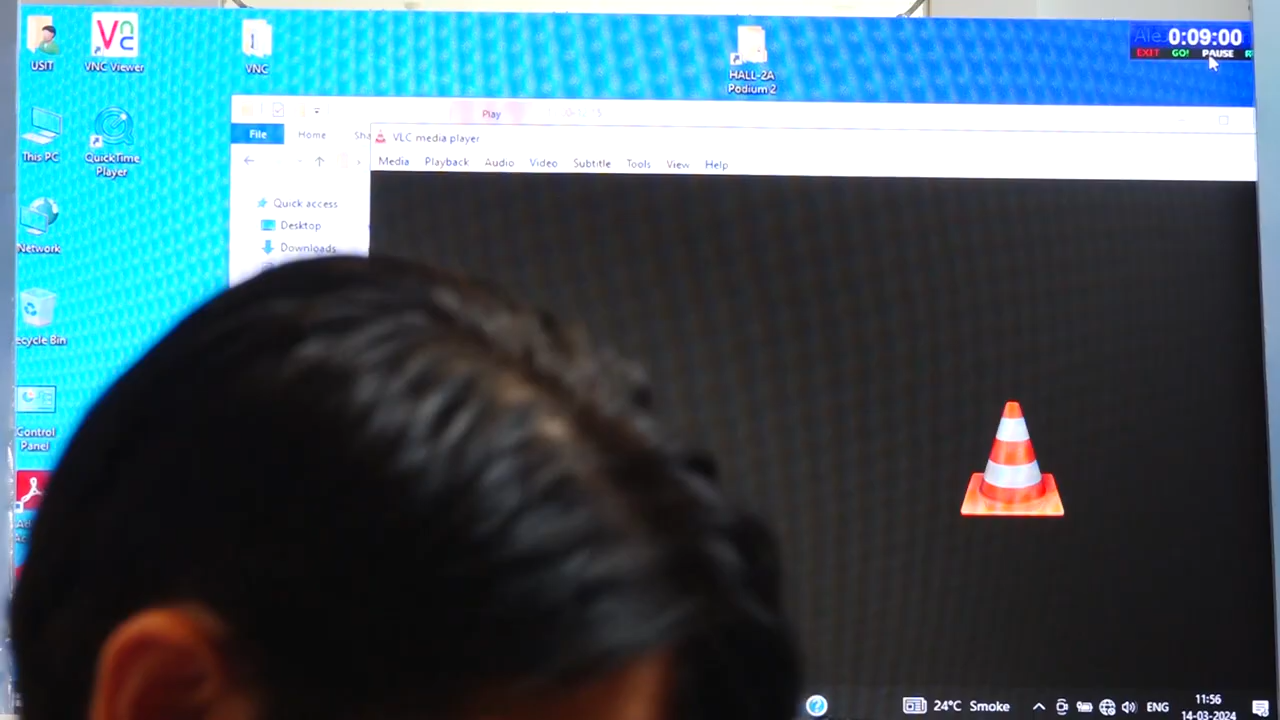 USIT
VNC Viewer
VNC
HALL-2A
Podium 2
0:09:00
EXIT GO! PAUSE
This PC
QuickTime
Player
Play
File Home
VLC media player
Media Playback Audio Video Subtitle Tools View Help
Quick access
Desktop
Downloads
Network
ecycle Bin
Control
Panel
24°C Smoke
ENG
11:56
14-03-2024